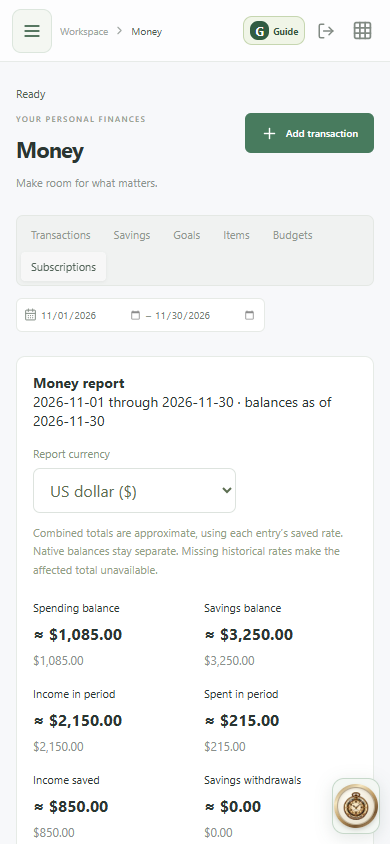 Workspace > Money
G Guide
Ready
YOUR PERSONAL FINANCES
Money
+ Add transaction
Make room for what matters.
Transactions Savings Goals Items Budgets
Subscriptions
11/01/2026 – 11/30/2026
Money report
2026-11-01 through 2026-11-30 · balances as of
2026-11-30
Report currency
US dollar ($)
Combined totals are approximate, using each entry's saved rate.
Native balances stay separate. Missing historical rates make the
affected total unavailable.
Spending balance Savings balance
≈ $1,085.00 ≈ $3,250.00
$1,085.00 $3,250.00
Income in period Spent in period
≈ $2,150.00 ≈ $215.00
$2,150.00 $215.00
Income saved Savings withdrawals
≈ $850.00 ≈ $0.00
$850.00 $0.00